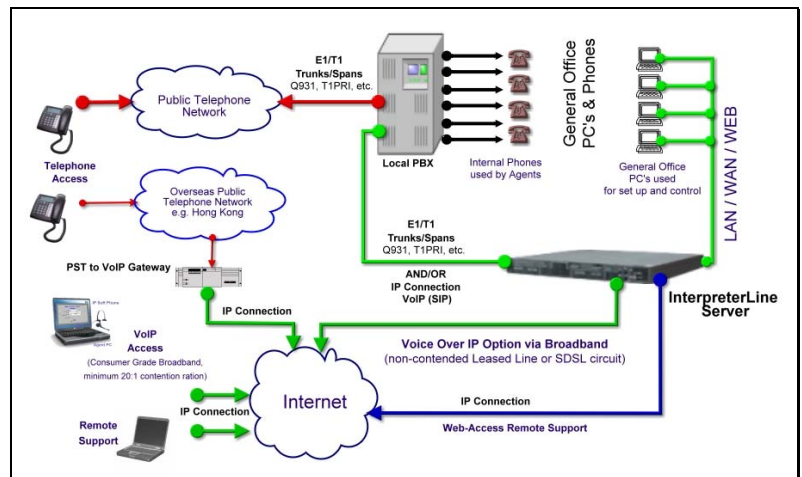 E1/T1
Trunks/Spans
Q931, T1PRI, etc.
Public Telephone
Network
Telephone
Access
Local PBX
Internal Phones
used by Agents
General Office
PC's & Phones
General Office
PC's used
for set up and control
LAN / WAN / WEB
Overseas Public
Telephone Network
e.g. Hong Kong
E1/T1
Trunks/Spans
Q931, T1PRI, etc.
AND/OR
IP Connection
VoIP (SIP)
PST to VoIP Gateway
InterpreterLine
Server
IP Soft Phone
IP Connection
VoIP
Access
(Consumer Grade Broadband,
minimum 20:1 contention ration)
Voice Over IP Option via Broadband
(non-contended Leased Line or SDSL circuit)
Internet
IP Connection
IP Connection
Remote
Support
Web-Access Remote Support